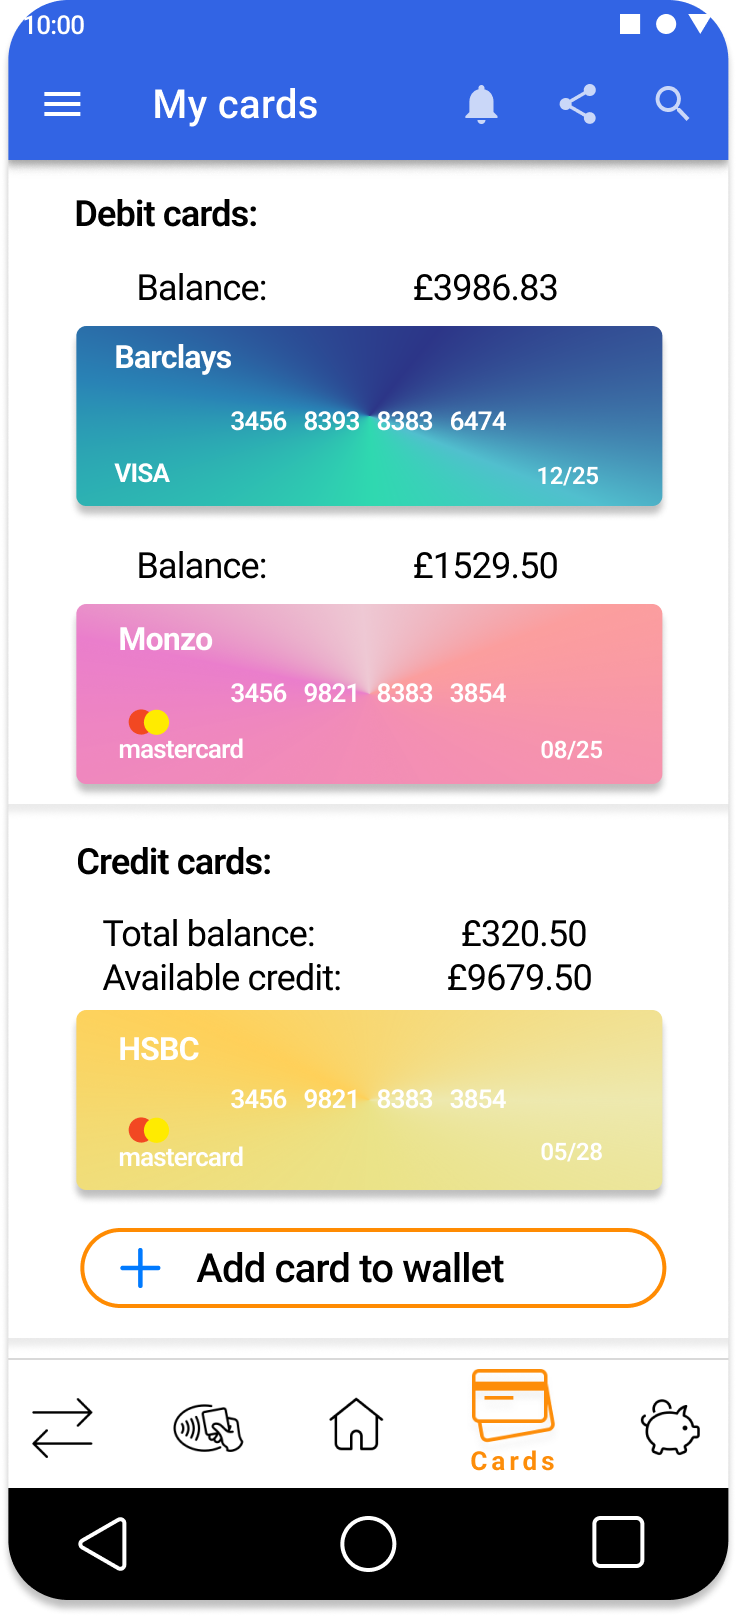 10:00
My cards
Debit cards:
Balance: £3986.83
Barclays
3456 8393 8383 6474
VISA 12/25
Balance: £1529.50
Monzo
3456 9821 8383 3854
mastercard 08/25
Credit cards:
Total balance: £320.50
Available credit: £9679.50
HSBC
3456 9821 8383 3854
mastercard 05/28
Add card to wallet
Cards